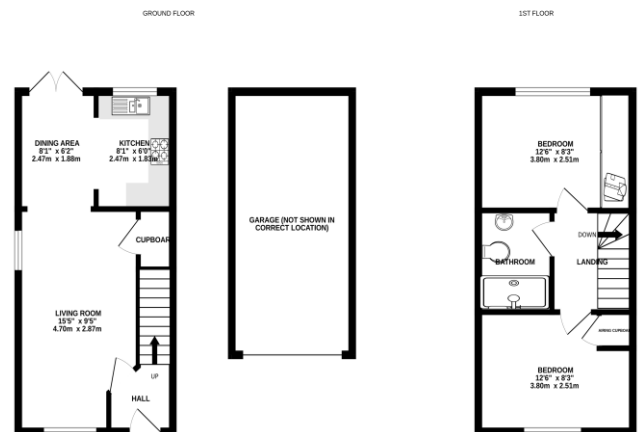 GROUND FLOOR
1ST FLOOR
DINING AREA
8'1" x 6'2"
2.47m x 1.88m
KITCHEN
8'1" x 6'0"
2.47m x 1.83m
CUPBOAR
LIVING ROOM
15'5" x 9'5"
4.70m x 2.87m
UP
HALL
GARAGE (NOT SHOWN IN
CORRECT LOCATION)
BEDROOM
12'6" x 8'3"
3.80m x 2.51m
DOWN
BATHROOM
LANDING
AIRING CUPBOARD
BEDROOM
12'6" x 8'3"
3.80m x 2.51m